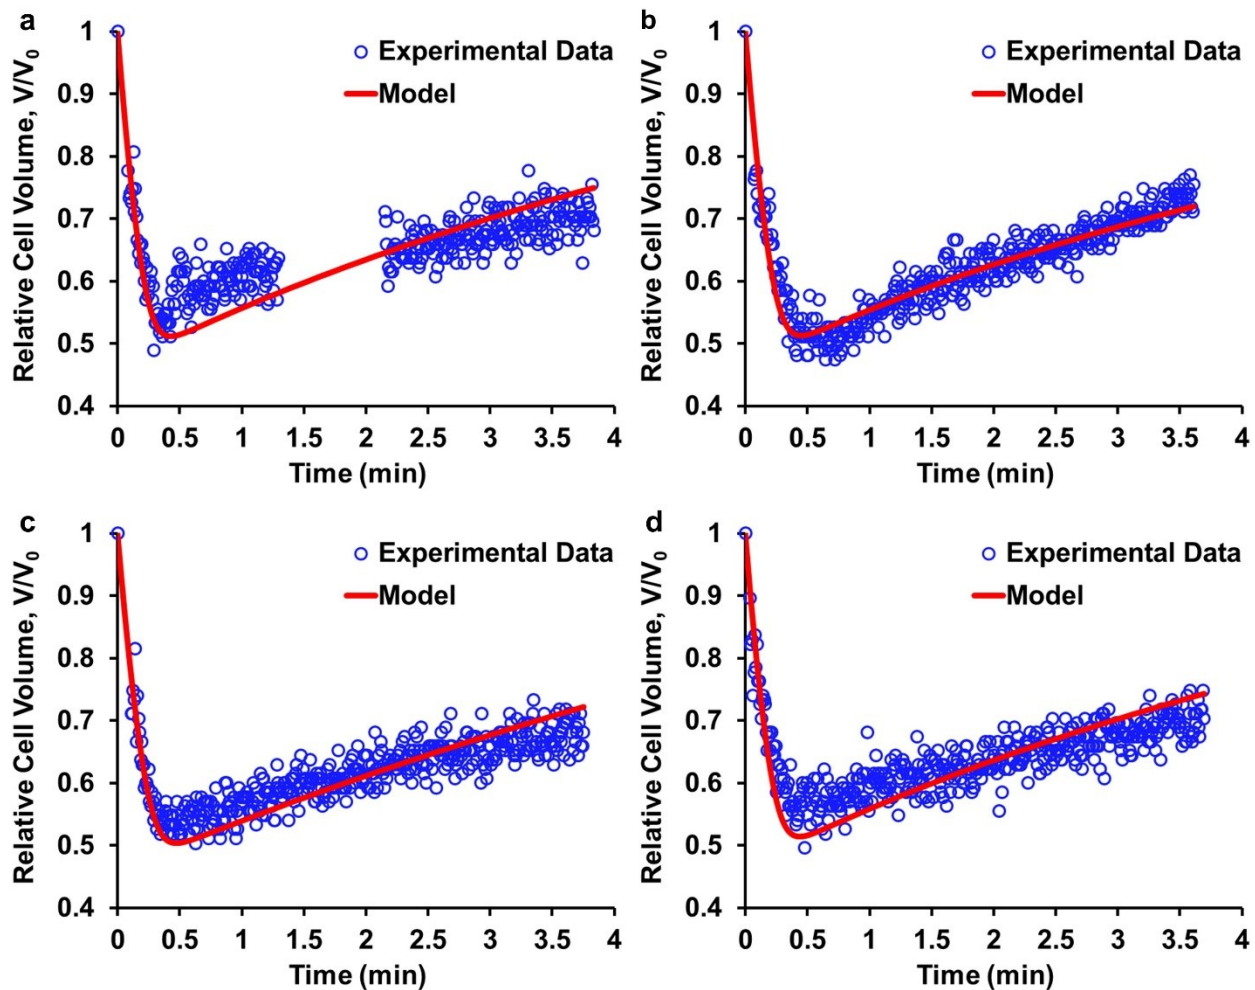 a
Relative Cell Volume, V/V₀
1
0.9
0.8
0.7
0.6
0.5
0.4
Experimental Data
Model
0 0.5 1 1.5 2 2.5 3 3.5 4
Time (min)
b
Relative Cell Volume, V/V₀
1
0.9
0.8
0.7
0.6
0.5
0.4
Experimental Data
Model
0 0.5 1 1.5 2 2.5 3 3.5 4
Time (min)
c
Relative Cell Volume, V/V₀
1
0.9
0.8
0.7
0.6
0.5
0.4
Experimental Data
Model
0 0.5 1 1.5 2 2.5 3 3.5 4
Time (min)
d
Relative Cell Volume, V/V₀
1
0.9
0.8
0.7
0.6
0.5
0.4
Experimental Data
Model
0 0.5 1 1.5 2 2.5 3 3.5 4
Time (min)